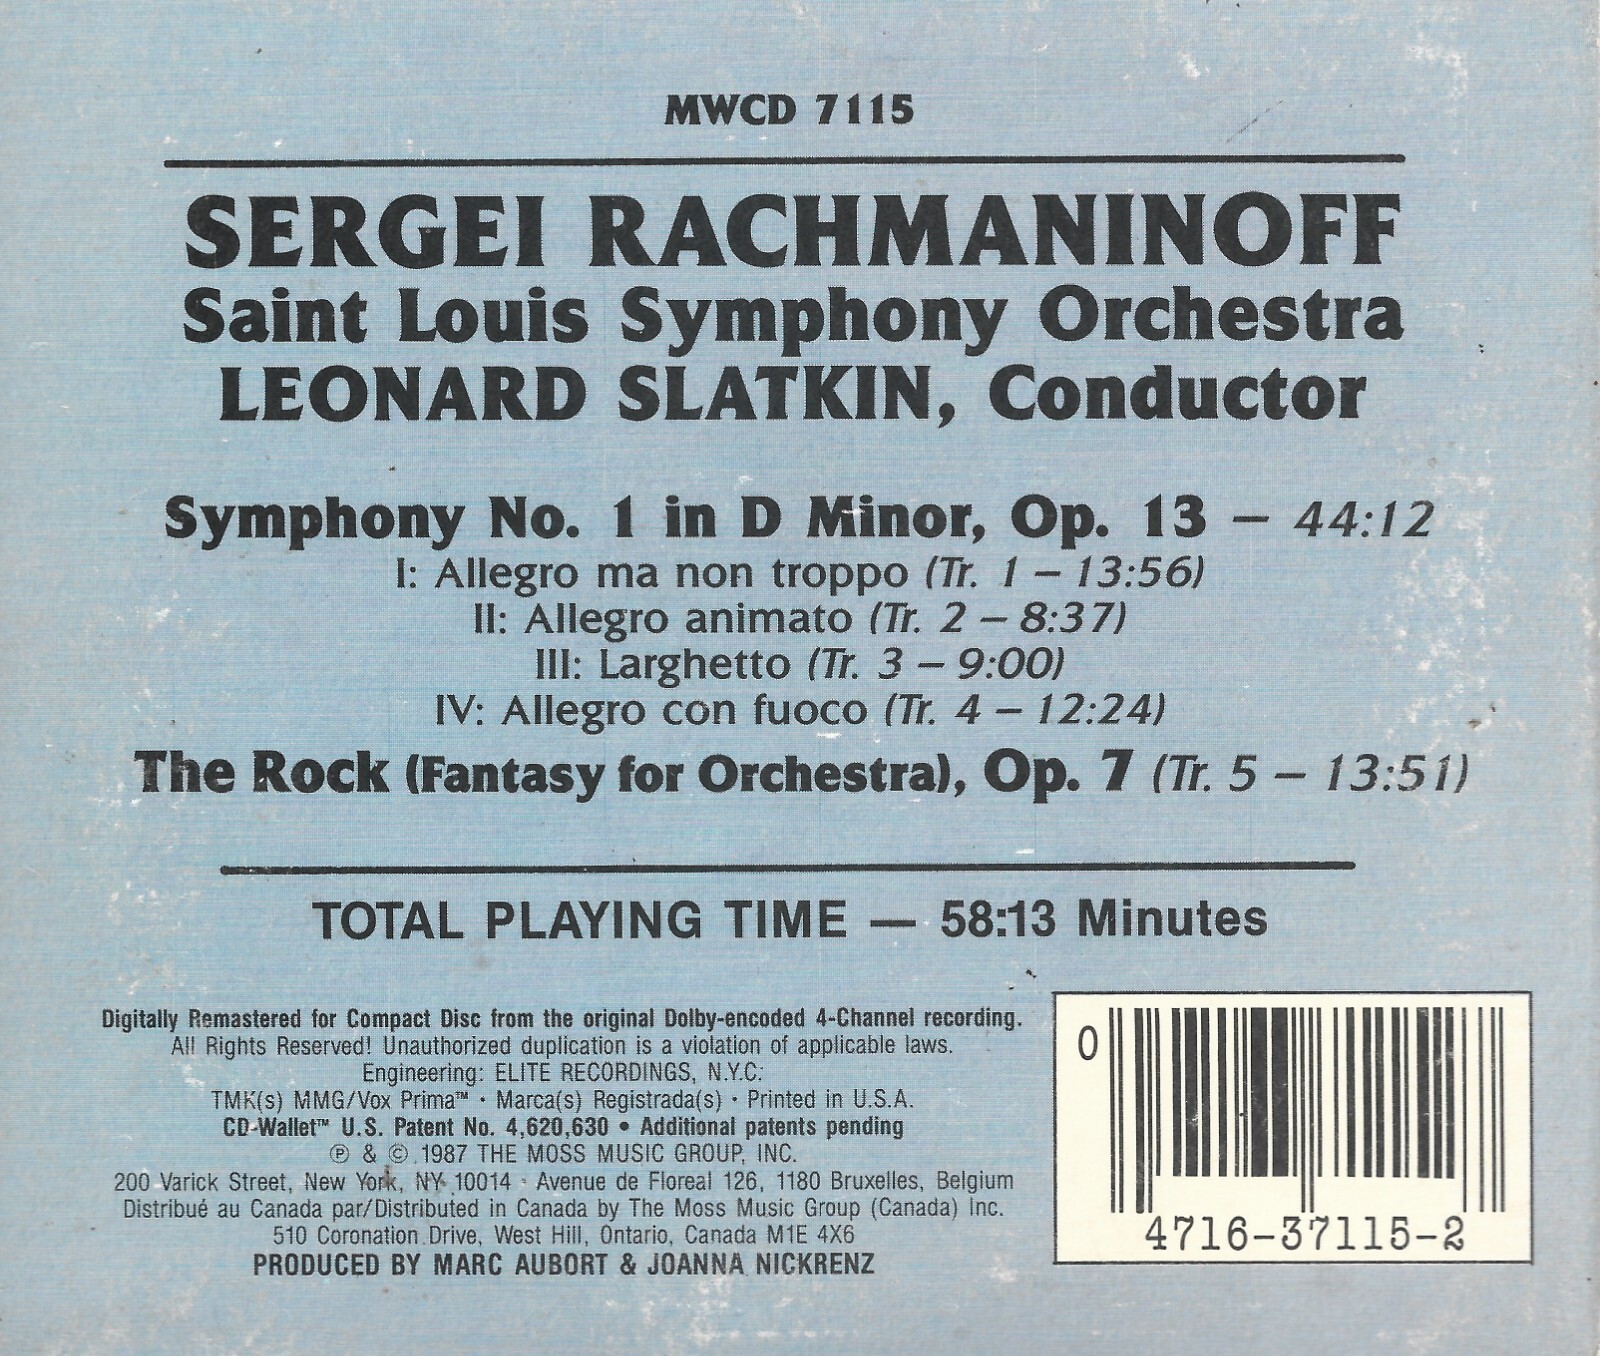 MWCD 7115
SERGEI RACHMANINOFF
Saint Louis Symphony Orchestra
LEONARD SLATKIN, Conductor
Symphony No. 1 in D Minor, Op. 13 – 44:12
I: Allegro ma non troppo (Tr. 1 – 13:56)
II: Allegro animato (Tr. 2 – 8:37)
III: Larghetto (Tr. 3 – 9:00)
IV: Allegro con fuoco (Tr. 4 – 12:24)
The Rock (Fantasy for Orchestra), Op. 7 (Tr. 5 – 13:51)
TOTAL PLAYING TIME — 58:13 Minutes
Digitally Remastered for Compact Disc from the original Dolby-encoded 4-Channel recording.
All Rights Reserved! Unauthorized duplication is a violation of applicable laws.
Engineering: ELITE RECORDINGS, N.Y.C.
TMK(s) MMG/Vox Prima™ • Marca(s) Registrada(s) • Printed in U.S.A.
CD-Wallet™ U.S. Patent No. 4,620,630 • Additional patents pending
℗ & © 1987 THE MOSS MUSIC GROUP, INC.
200 Varick Street, New York, NY 10014 • Avenue de Floreal 126, 1180 Bruxelles, Belgium
Distribué au Canada par/Distributed in Canada by The Moss Music Group (Canada) Inc.
510 Coronation Drive, West Hill, Ontario, Canada M1E 4X6
PRODUCED BY MARC AUBORT & JOANNA NICKRENZ
0
4716-37115-2